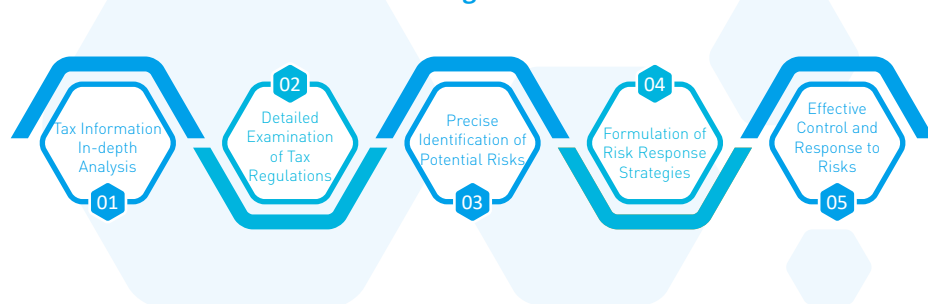 Tax Information
In-depth
Analysis
01
02
Detailed
Examination
of Tax
Regulations
Precise
Identification of
Potential Risks
03
04
Formulation of
Risk Response
Strategies
Effective
Control and
Response to
Risks
05